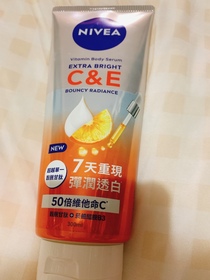 NIVEA
Vitamin Body Serum
EXTRA BRIGHT
C&E
BOUNCY RADIANCE
NEW
7天重現
彈潤透白
50倍維他命C